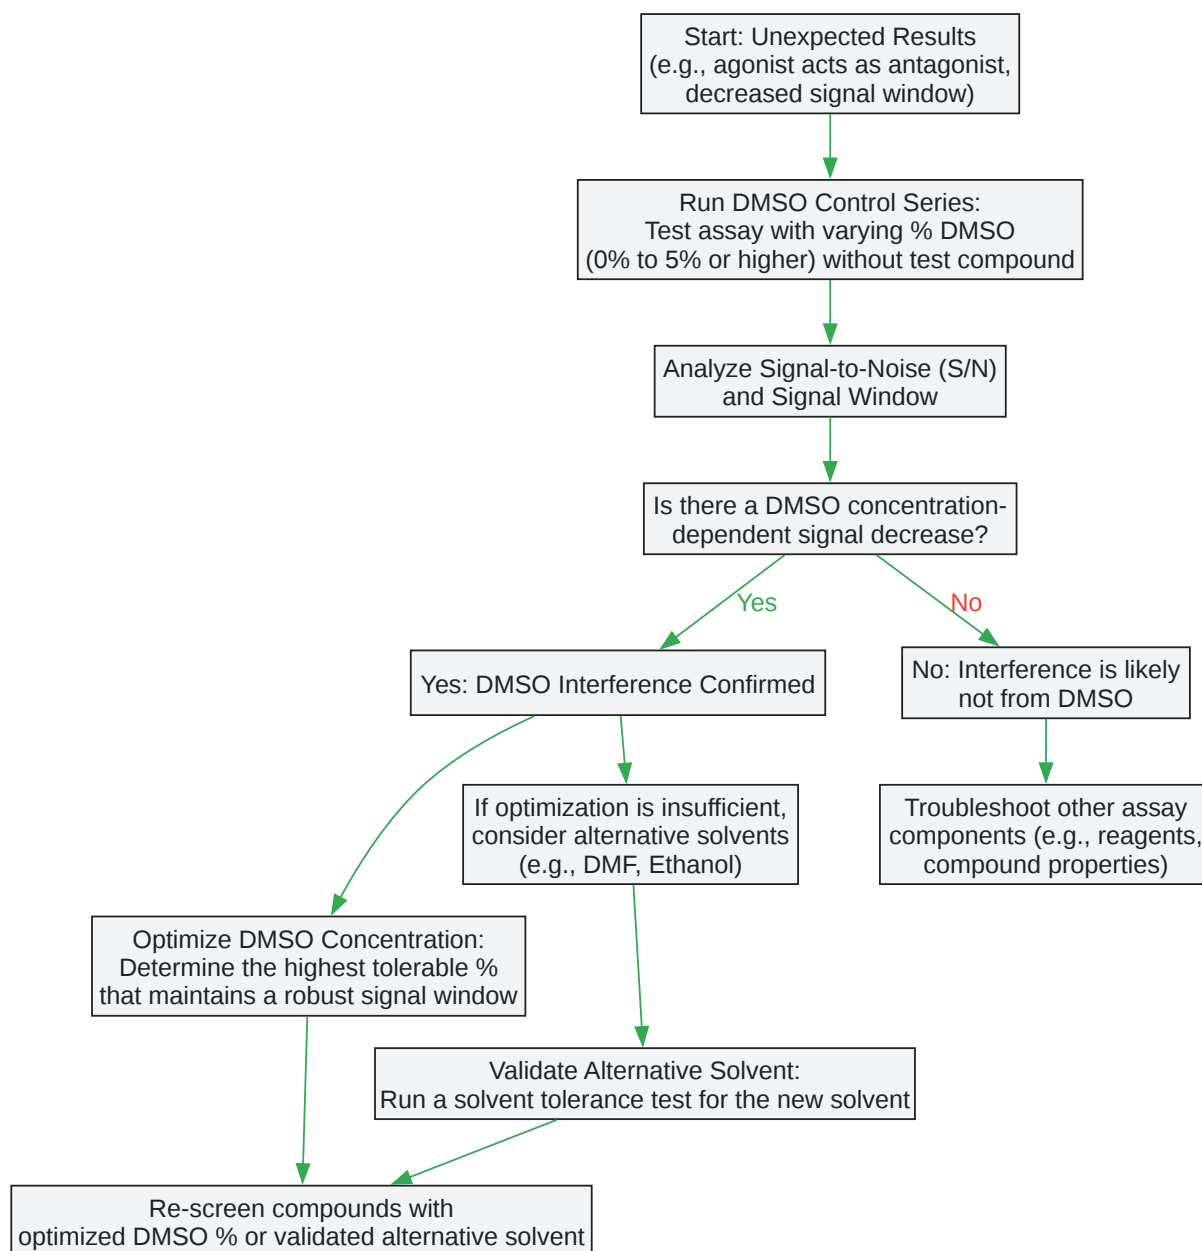 Start: Unexpected Results
(e.g., agonist acts as antagonist,
decreased signal window)
Run DMSO Control Series:
Test assay with varying % DMSO
(0% to 5% or higher) without test compound
Analyze Signal-to-Noise (S/N)
and Signal Window
Is there a DMSO concentration-
dependent signal decrease?
Yes
No
Yes: DMSO Interference Confirmed
No: Interference is likely
not from DMSO
If optimization is insufficient,
consider alternative solvents
(e.g., DMF, Ethanol)
Troubleshoot other assay
components (e.g., reagents,
compound properties)
Optimize DMSO Concentration:
Determine the highest tolerable %
that maintains a robust signal window
Validate Alternative Solvent:
Run a solvent tolerance test for the new solvent
Re-screen compounds with
optimized DMSO % or validated alternative solvent